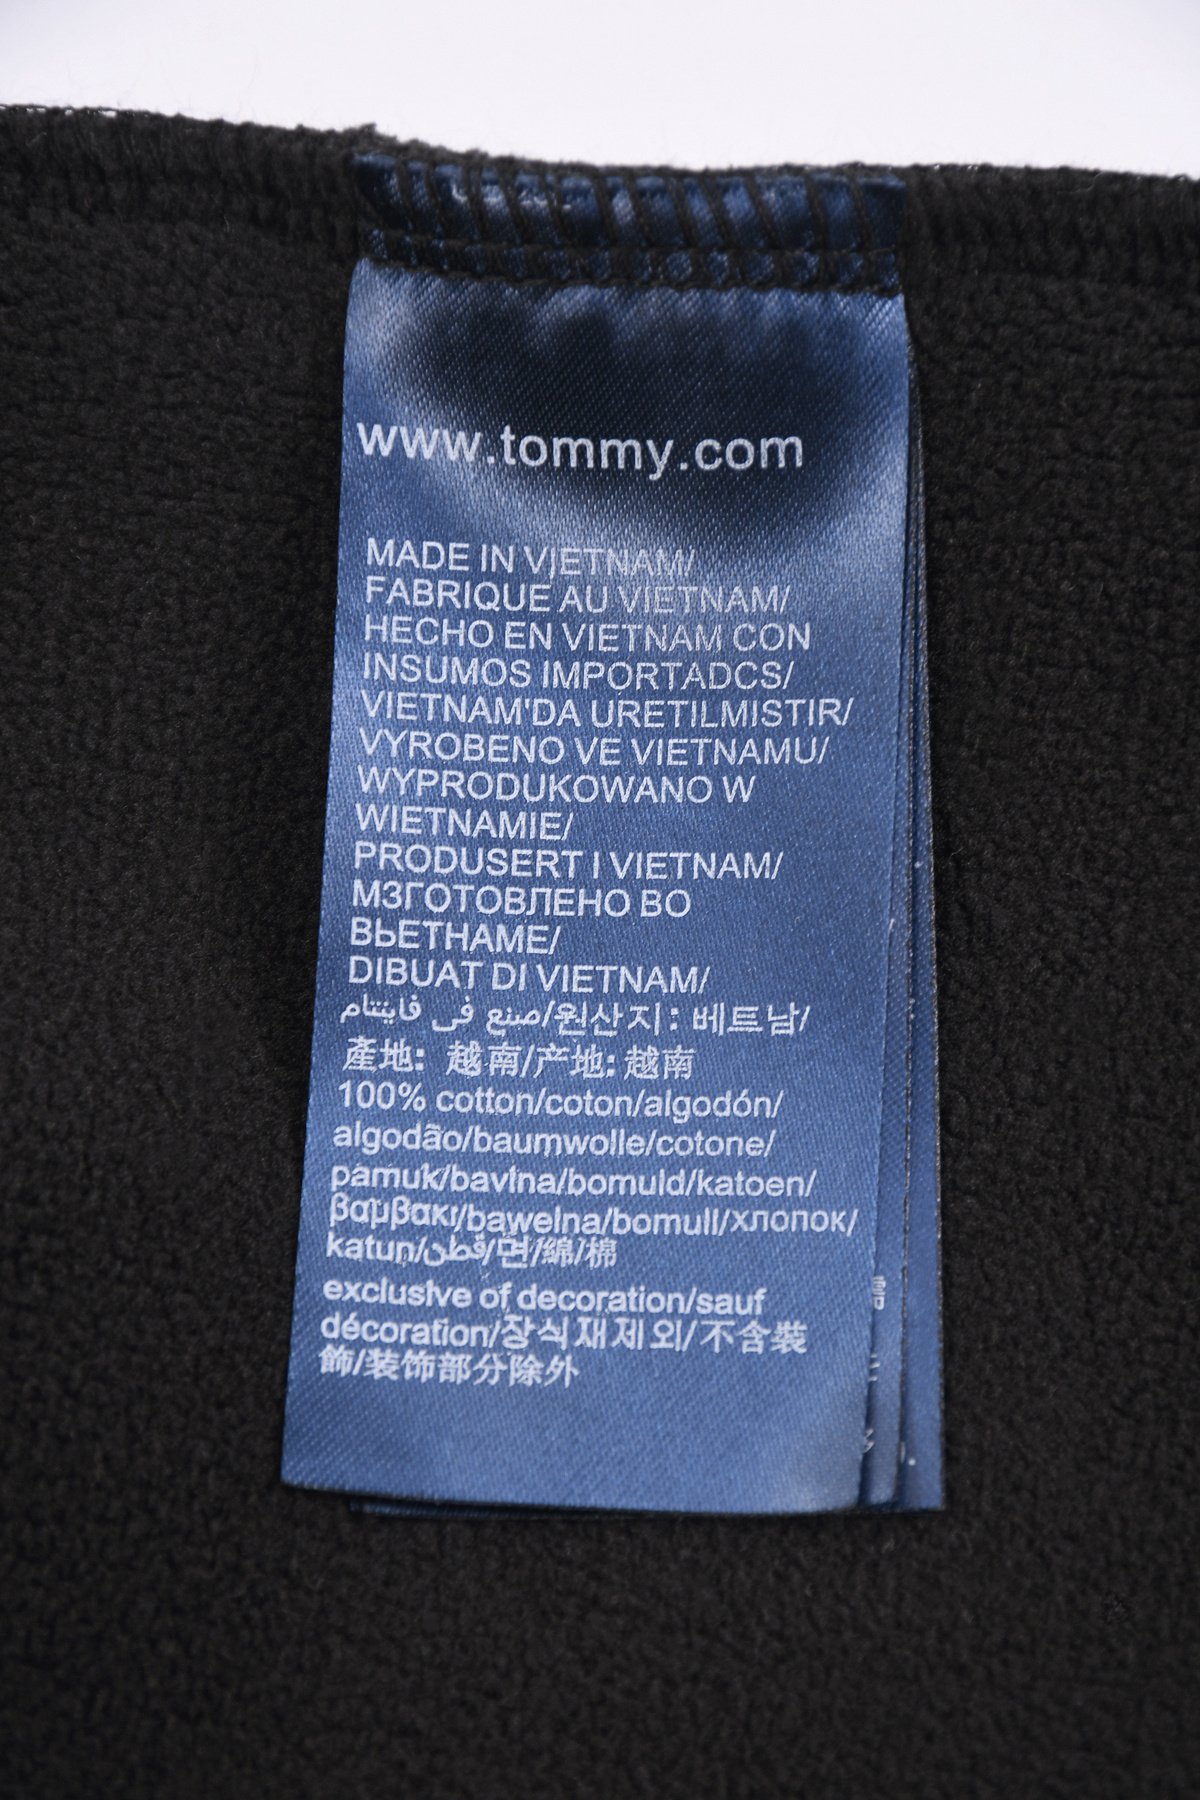 www.tommy.com
MADE IN VIETNAM/
FABRIQUE AU VIETNAM/
HECHO EN VIETNAM CON
INSUMOS IMPORTADCS/
VIETNAM'DA URETILMISTIR/
VYROBENO VE VIETNAMU/
WYPRODUKOWANO W
WIETNAMIE/
PRODUSERT I VIETNAM/
МЗГОТОВЛЕНО ВО
ВЬЕТНАМЕ/
DIBUAT DI VIETNAM/
صنع في فايتنام/원산지: 베트남/
產地: 越南/产地: 越南
100% cotton/coton/algodón/
algodão/baumwolle/cotone/
pamuk/bavlna/bomuld/katoen/
βαμβακι/bawelna/bomull/хлопок/
katun/قطن/면/綿/棉
exclusive of decoration/sauf
décoration/장식재제외/不含裝
飾/装饰部分除外